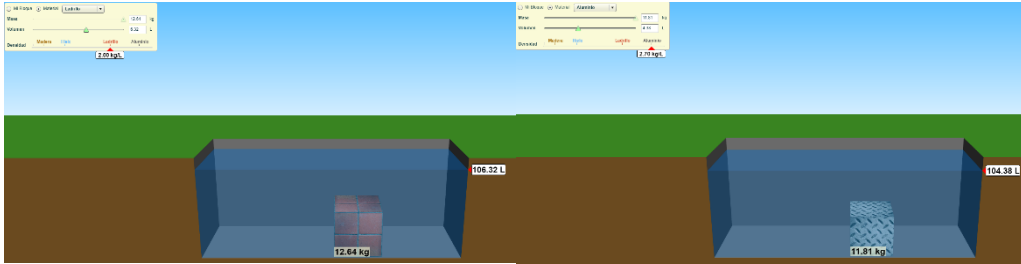 Mi Bloque Material Ladrillo
Masa 12.64 kg
Volumen 6.32 L
Densidad Madera Hielo Ladrillo Aluminio
2.00 kg/L
106.32 L
12.64 kg
Mi Bloque Material Aluminio
Masa 11.81 kg
Volumen 4.38 L
Densidad Madera Hielo Ladrillo Aluminio
2.70 kg/L
104.38 L
11.81 kg